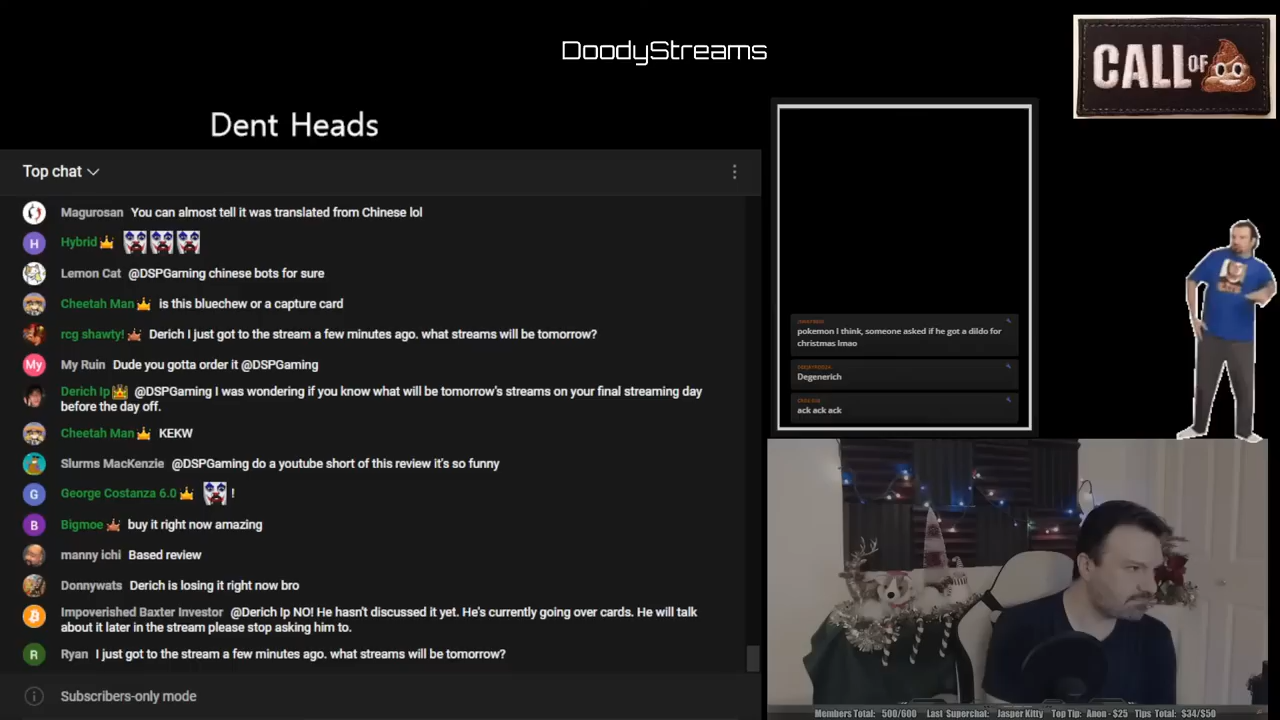 DoodyStreams
CALL OF
Dent Heads
Top chat
Magurosan You can almost tell it was translated from Chinese lol
Hybrid
Lemon Cat @DSPGaming chinese bots for sure
Cheetah Man is this bluechew or a capture card
rcg shawty! Derich I just got to the stream a few minutes ago. what streams will be tomorrow?
My My Ruin Dude you gotta order it @DSPGaming
Derich Ip @DSPGaming I was wondering if you know what will be tomorrow's streams on your final streaming day
before the day off.
Cheetah Man KEKW
Slurms MacKenzie @DSPGaming do a youtube short of this review it's so funny
G George Costanza 6.0 !
B Bigmoe buy it right now amazing
manny ichi Based review
Donnywats Derich is losing it right now bro
Impoverished Baxter Investor @Derich Ip NO! He hasn't discussed it yet. He's currently going over cards. He will talk
about it later in the stream please stop asking him to.
R Ryan I just got to the stream a few minutes ago. what streams will be tomorrow?
Subscribers-only mode
pokemon I think, someone asked if he got a dildo for
christmas lmao
Degenerich
ack ack ack
Members Total: 500/600 Last Superchat: Jasper Kitty Top Tip: Anon - $25 Tips Total: $34/$50